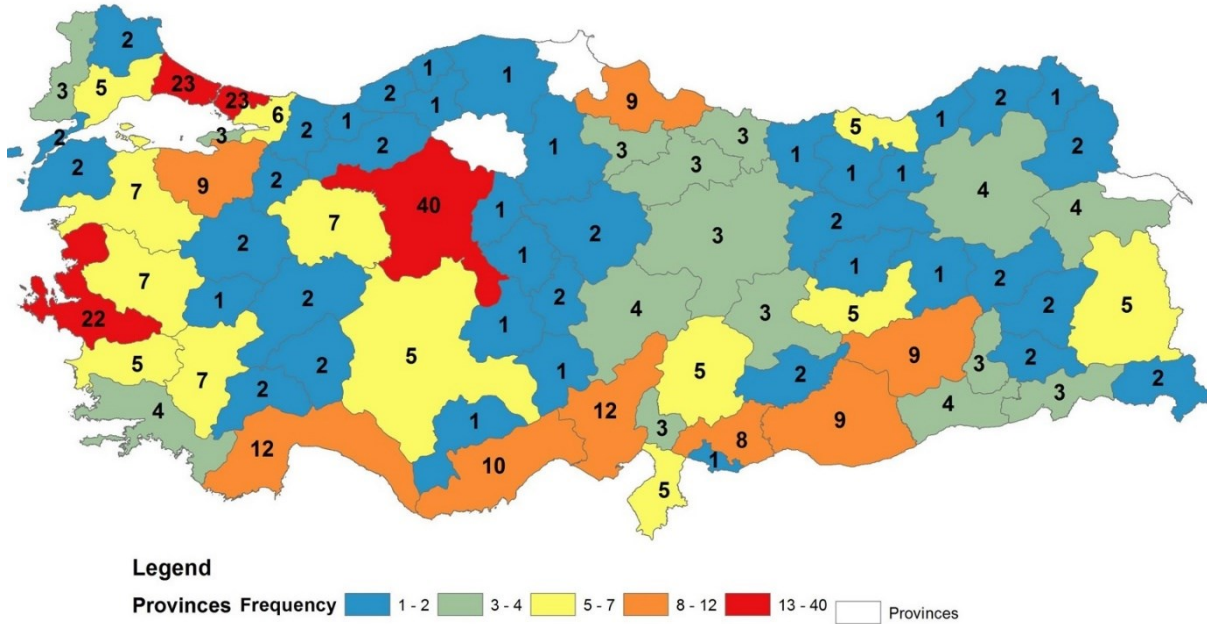 2
1 1
3 5 23 23 2 1 9 2 1
6 2 1 5 1
2 3 2 1 3 3 1 2
2 9 2 3 1 1
7 40 1 4 4
7 2 2 3 2
7 1 1 1 2
1 2 2 4 3 5 2 5
22 1
5 2 5 9 3 2
7 2 1 5 2 2
4 12 4 3
1 3 9
12 10 1 8
5
Legend
Provinces Frequency 1 - 2 3 - 4 5 - 7 8 - 12 13 - 40 Provinces